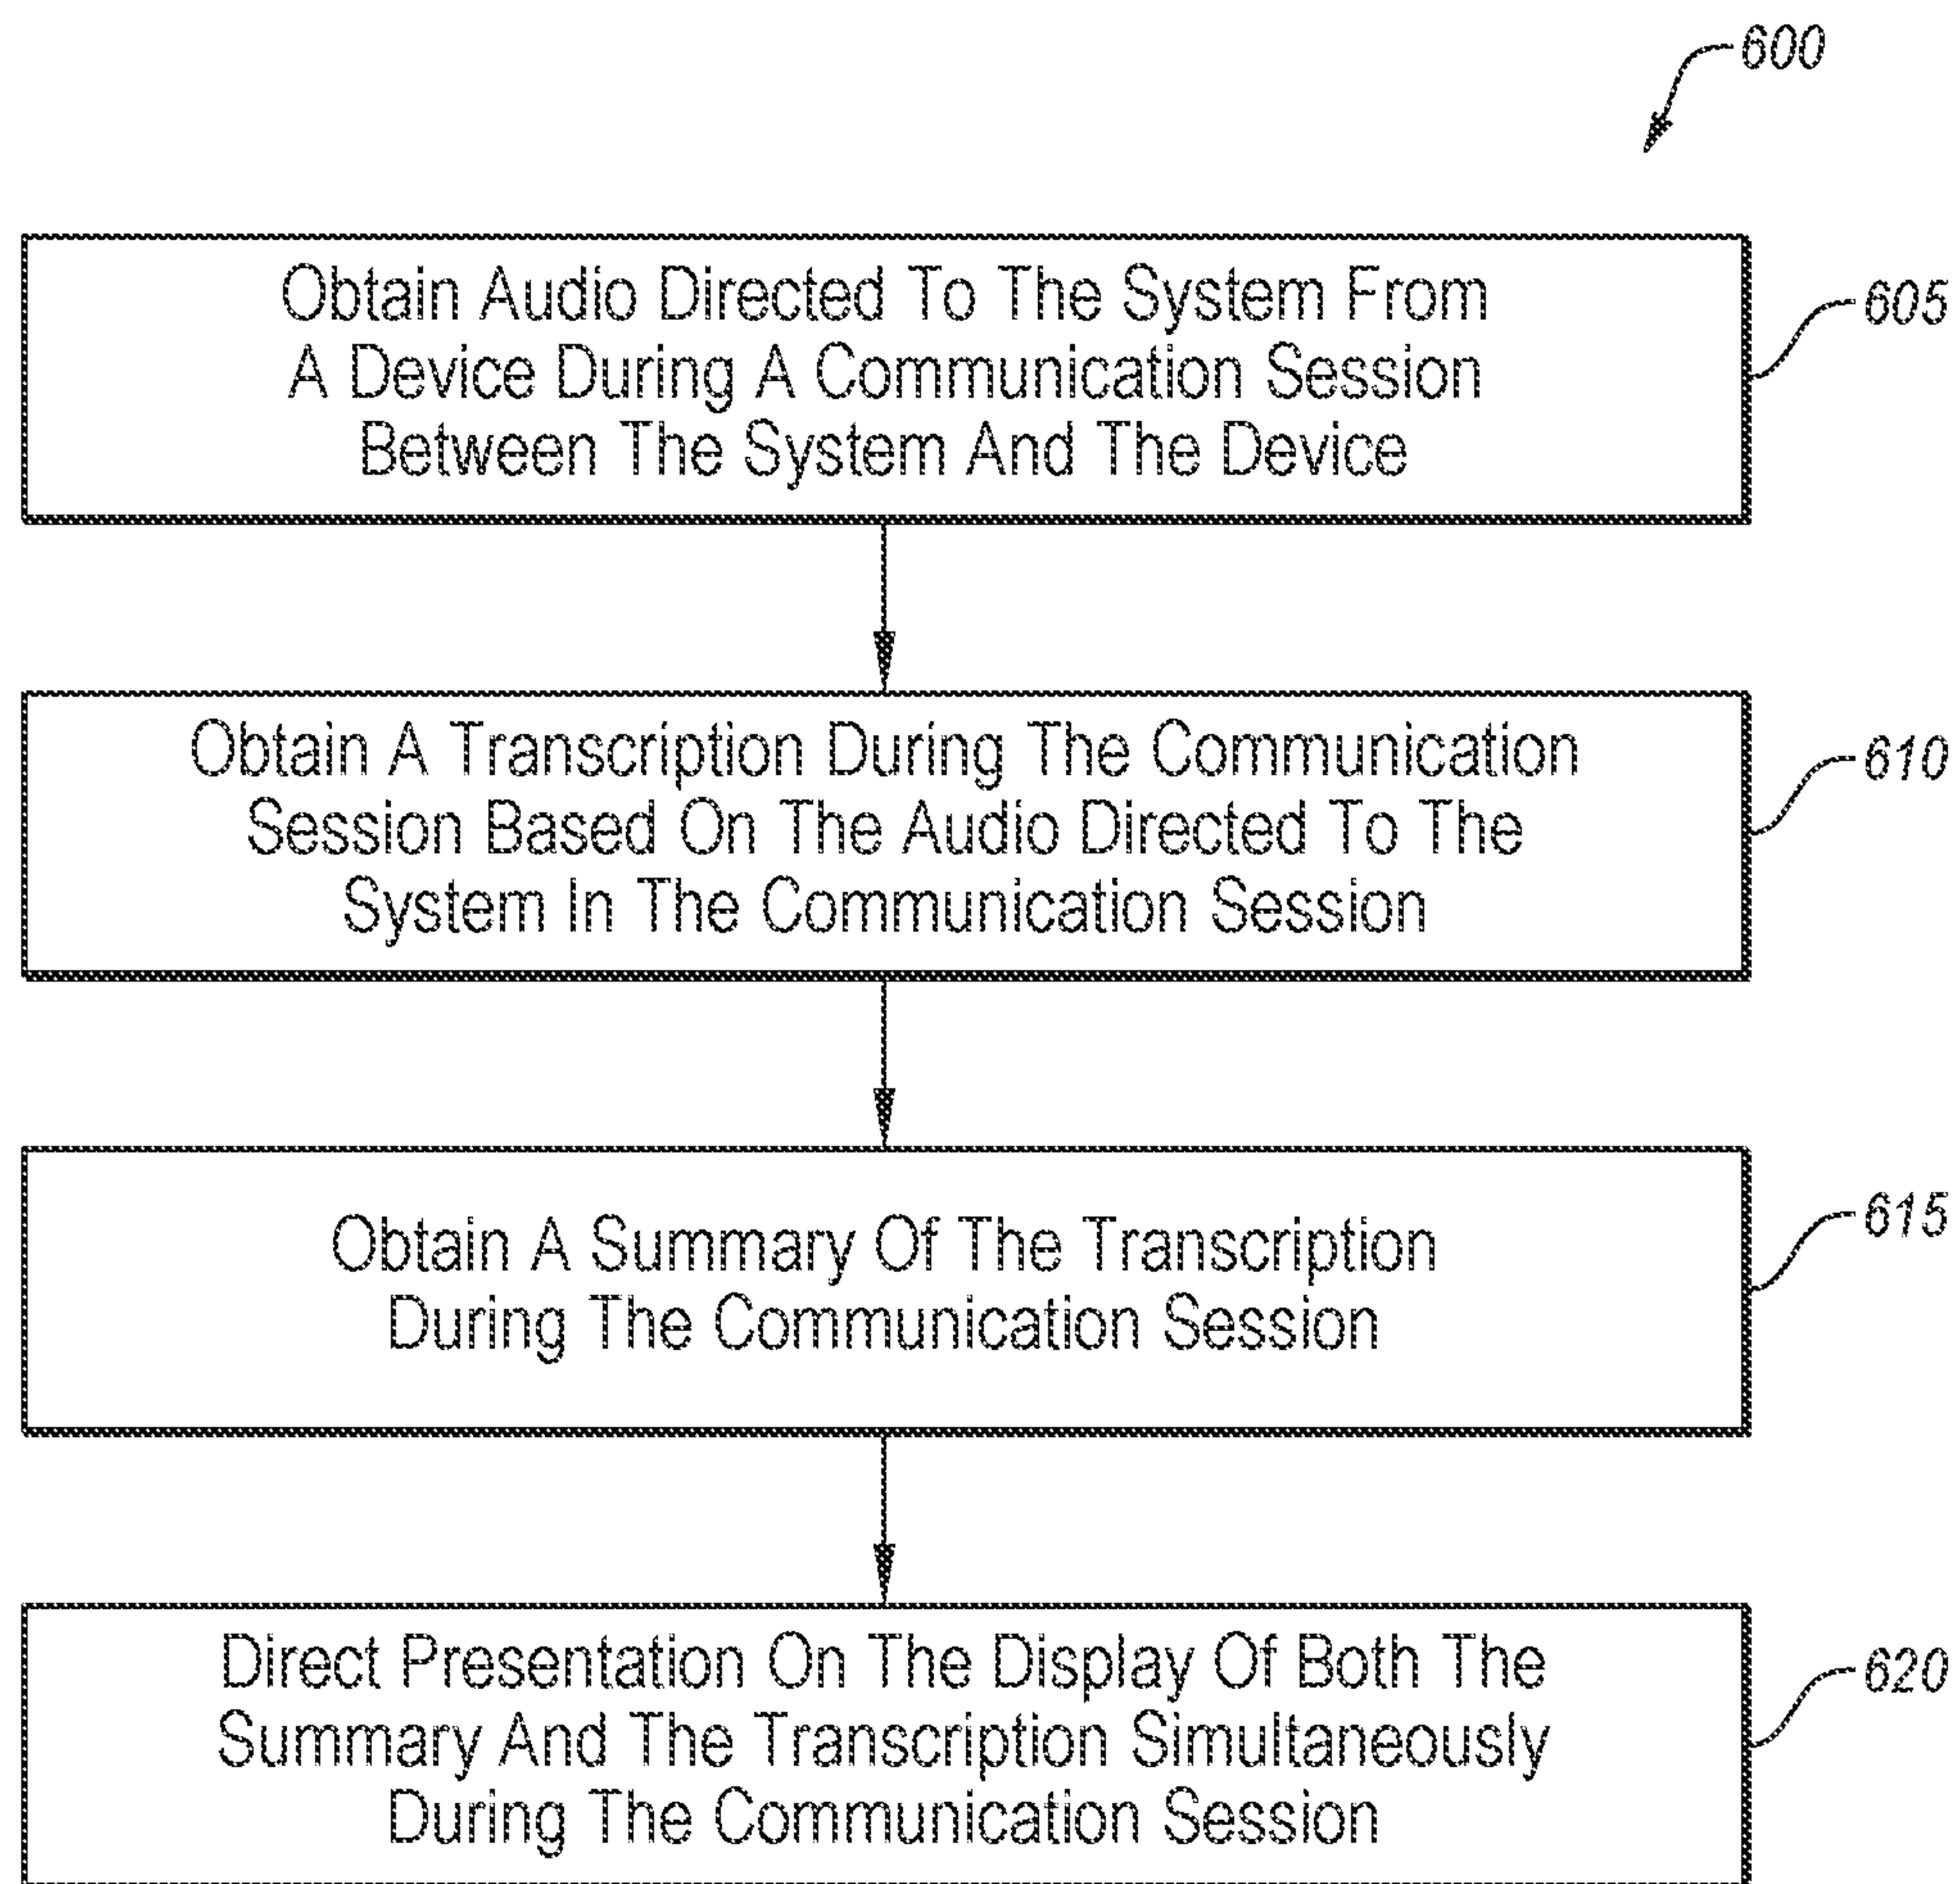 600
Obtain Audio Directed To The System From
A Device During A Communication Session
Between The System And The Device
605
Obtain A Transcription During The Communication
Session Based On The Audio Directed To The
System In The Communication Session
610
Obtain A Summary Of The Transcription
During The Communication Session
615
Direct Presentation On The Display Of Both The
Summary And The Transcription Simultaneously
During The Communication Session
620